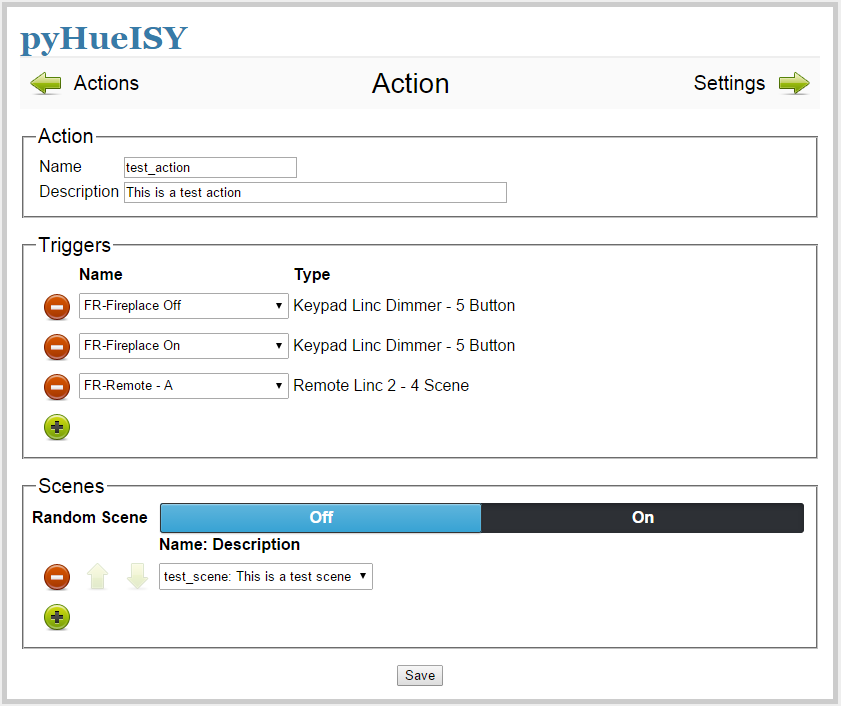 pyHueISY
Actions Action Settings
Action
Name test_action
Description This is a test action
Triggers
Name Type
FR-Fireplace Off Keypad Linc Dimmer - 5 Button
FR-Fireplace On Keypad Linc Dimmer - 5 Button
FR-Remote - A Remote Linc 2 - 4 Scene
Scenes
Random Scene Off On
Name: Description
test_scene: This is a test scene
Save